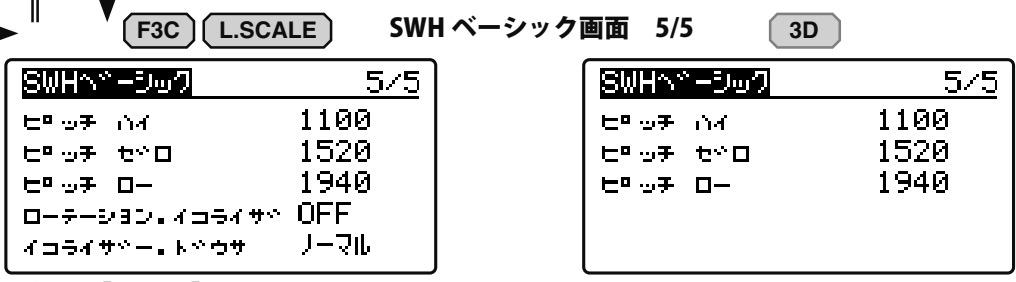 F3C L.SCALE SWH ベーシック画面 5/5 3D
SWHベーシック 5/5
ピッチ ハイ 1100
ピッチ ゼロ 1520
ピッチ ロー 1940
ローテーション.イコライザ OFF
イコライザー.ドウサ ノーマル
SWHベーシック 5/5
ピッチ ハイ 1100
ピッチ ゼロ 1520
ピッチ ロー 1940